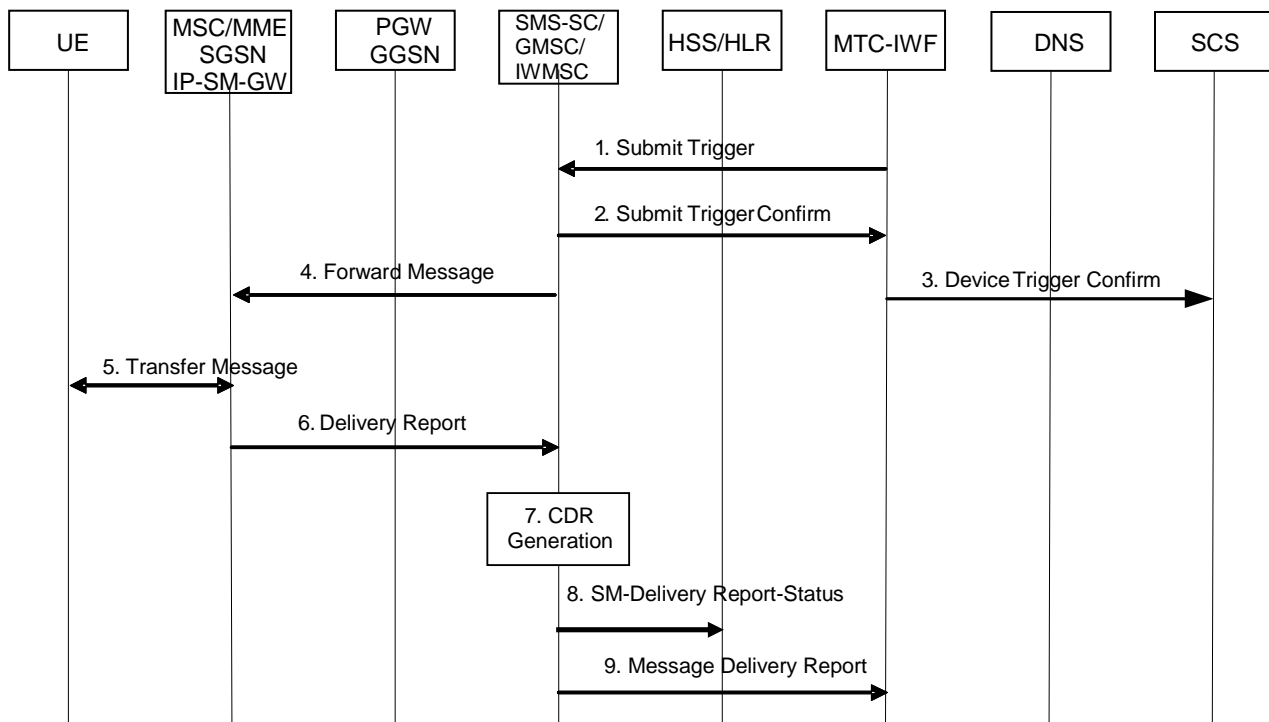 UE
MSC/MME
SGSN
IP-SM-GW
PGW
GGSN
SMS-SC/
GMSC/
IWMSC
HSS/HLR
MTC-IWF
DNS
SCS
1. Submit Trigger
2. Submit Trigger Confirm
4. Forward Message
3. Device Trigger Confirm
5. Transfer Message
6. Delivery Report
7. CDR
Generation
8. SM-Delivery Report-Status
9. Message Delivery Report